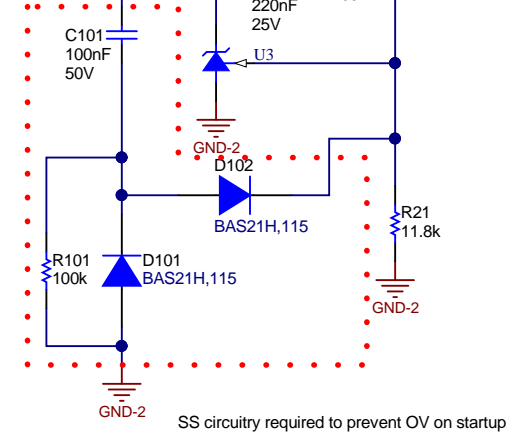 220nF
25V
C101
100nF
50V
U3
GND-2
D102
BAS21H,115
R21
11.8k
R101
100k
D101
BAS21H,115
GND-2
GND-2
SS circuitry required to prevent OV on startup